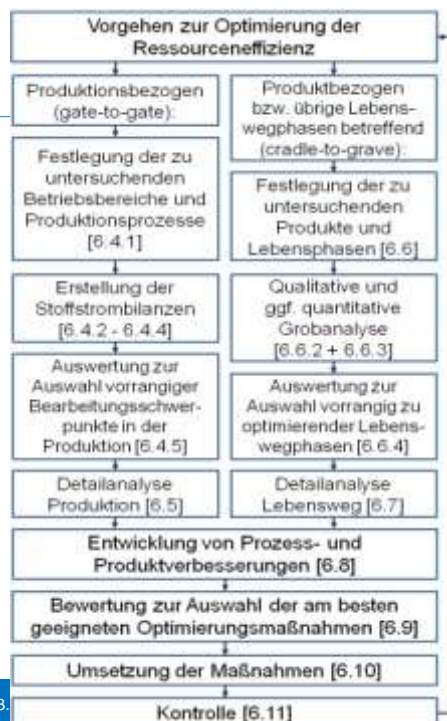 Vorgehen zur Optimierung der
Ressourceneffizienz
Produktionsbezogen
(gate-to-gate):
Festlegung der zu
untersuchenden
Betriebsbereiche und
Produktionsprozesse
[6.4.1]
Erstellung der
Stoffstrombilanzen
[6.4.2 - 6.4.4]
Auswertung zur
Auswahl vorrangiger
Bearbeitungsschwer-
punkte in der
Produktion [6.4.5]
Detailanalyse
Produktion [6.5]
Produktbezogen
bzw. übrige Lebens-
wegphasen betreffend
(cradle-to-grave):
Festlegung der zu
untersuchenden
Produkte und
Lebensphasen [6.6]
Qualitative und
ggf. quantitative
Grobanalyse
[6.6.2 + 6.6.3]
Auswertung zur
Auswahl vorrangig zu
optimierender Lebens-
wegphasen [6.6.4]
Detailanalyse
Lebensweg [6.7]
Entwicklung von Prozess- und
Produktverbesserungen [6.8]
Bewertung zur Auswahl der am besten
geeigneten Optimierungsmaßnahmen [6.9]
Umsetzung der Maßnahmen [6.10]
Kontrolle [6.11]